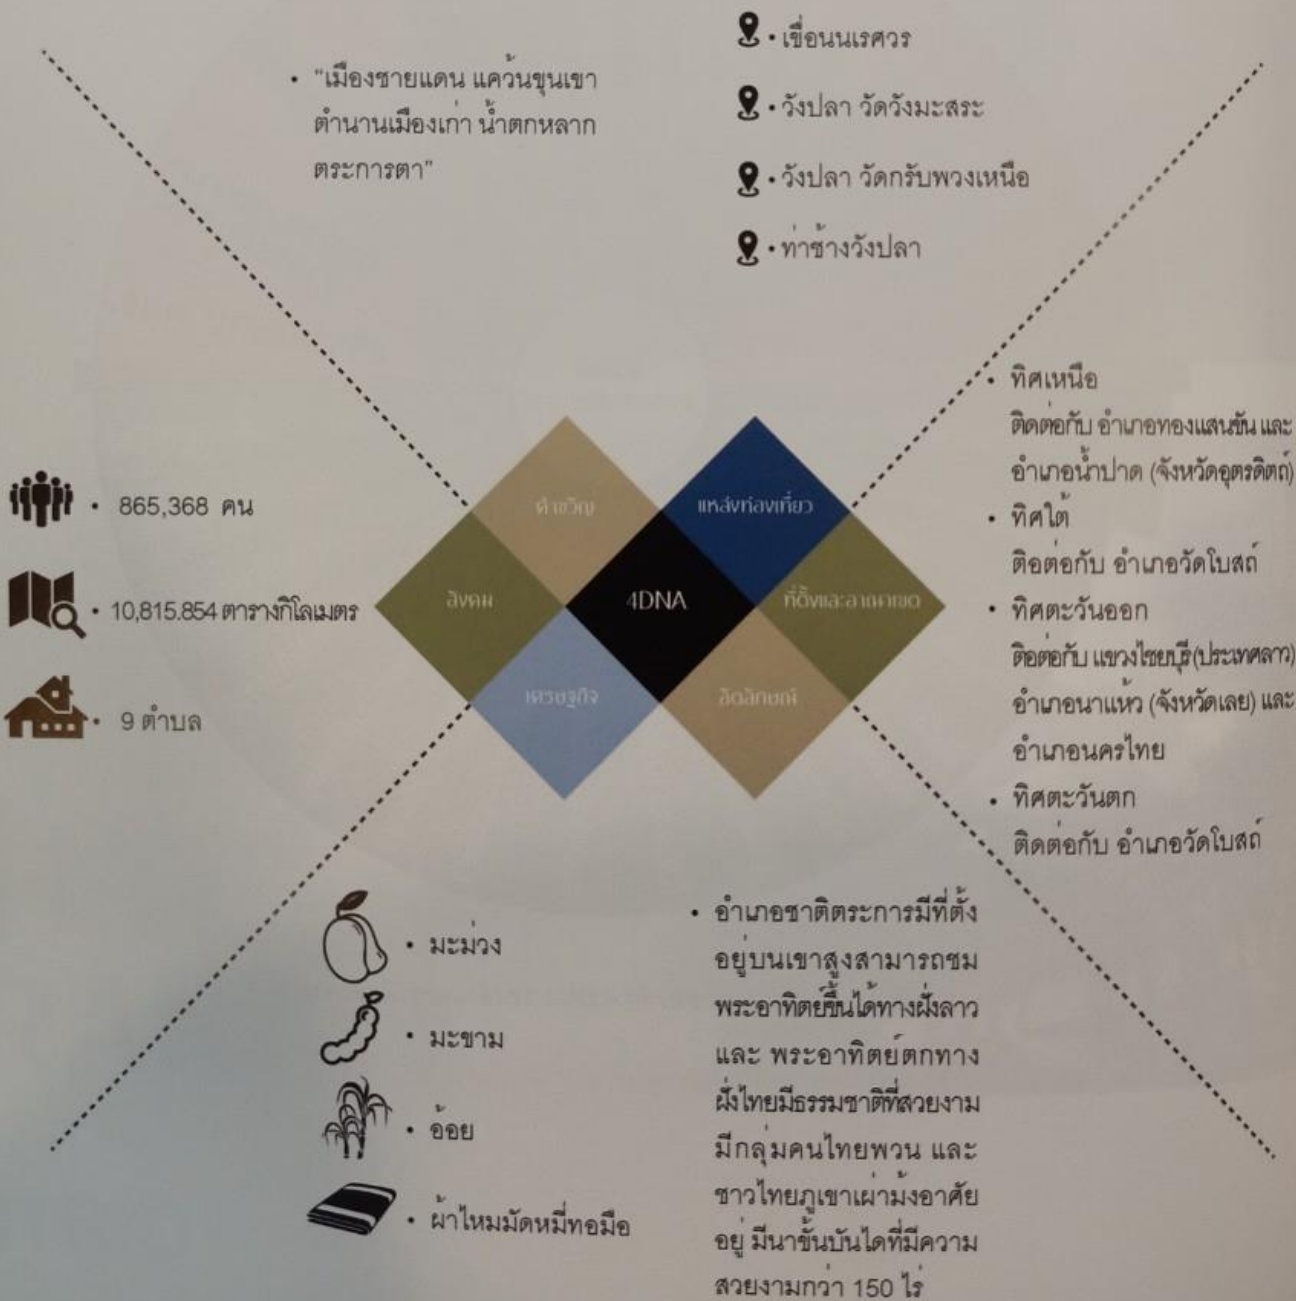 • "เมืองชายแดน แคว้นขุนเขา
ตำนานเมืองเก่า น้ำตกหลาก
ตระการตา"
• เขื่อนนเรศวร
• วังปลา วัดวังมะสระ
• วังปลา วัดกรับพวงเหนือ
• ท่าช้างวังปลา
• 865,368 คน
• 10,815.854 ตารางกิโลเมตร
• 9 ตำบล
คำขวัญ
แหล่งท่องเที่ยว
สังคม
4DNA
ที่ตั้งและอาณาเขต
เศรษฐกิจ
อัตลักษณ์
• ทิศเหนือ
ติดต่อกับ อำเภอทองแสนขัน และ
อำเภอน้ำปาด (จังหวัดอุตรดิตถ์)
• ทิศใต้
ติอต่อกับ อำเภอวัดโบสถ์
• ทิศตะวันออก
ติอต่อกับ แขวงไชยบุรี(ประเทศลาว)
อำเภอนาแห้ว (จังหวัดเลย) และ
อำเภอนครไทย
• ทิศตะวันตก
ติดต่อกับ อำเภอวัดโบสถ์
• มะม่วง
• มะขาม
• อ้อย
• ผ้าไหมมัดหมี่ทอมือ
• อำเภอชาติตระการมีที่ตั้ง
อยู่บนเขาสูงสามารถชม
พระอาทิตย์ขึ้นได้ทางฝั่งลาว
และ พระอาทิตย์ตกทาง
ฝั่งไทยมีธรรมชาติที่สวยงาม
มีกลุ่มคนไทยพวน และ
ชาวไทยภูเขาเผ่าม้งอาศัย
อยู่ มีนาขั้นบันไดที่มีความ
สวยงามกว่า 150 ไร่